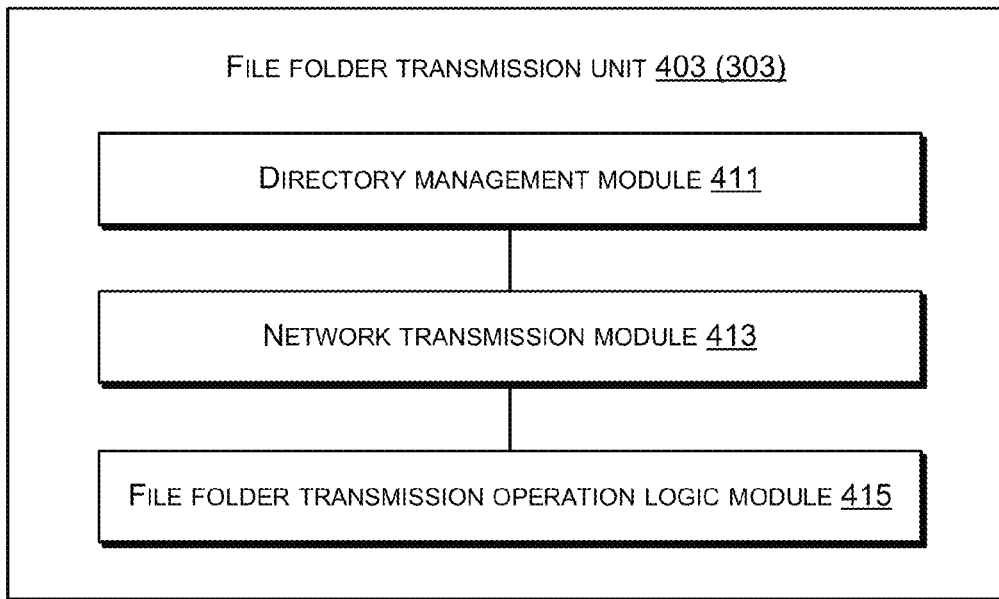 FILE FOLDER TRANSMISSION UNIT 403 (303)
DIRECTORY MANAGEMENT MODULE 411
NETWORK TRANSMISSION MODULE 413
FILE FOLDER TRANSMISSION OPERATION LOGIC MODULE 415